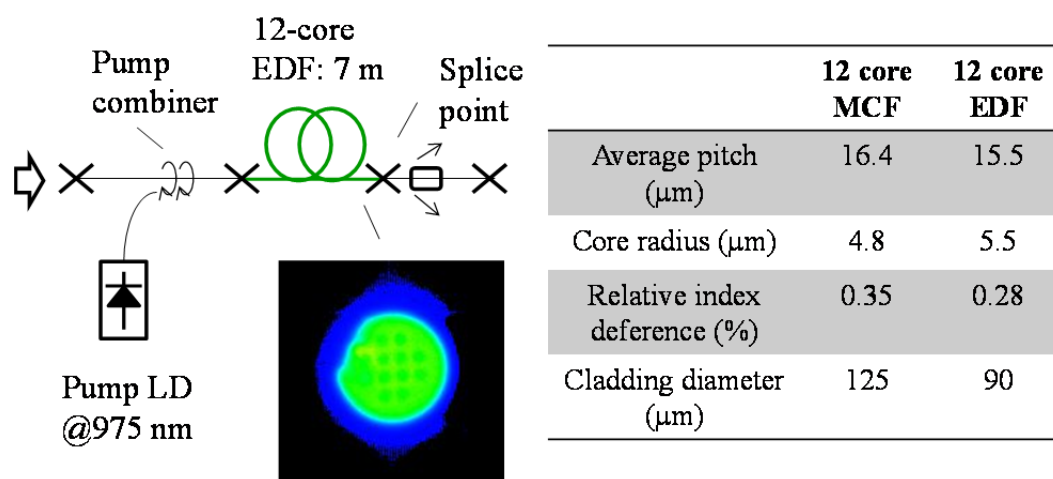 12-core
EDF: 7 m
Pump
combiner
Splice
point
Pump LD
@975 nm
12 core MCF 12 core EDF
Average pitch (μm) 16.4 15.5
Core radius (μm) 4.8 5.5
Relative index deference (%) 0.35 0.28
Cladding diameter (μm) 125 90